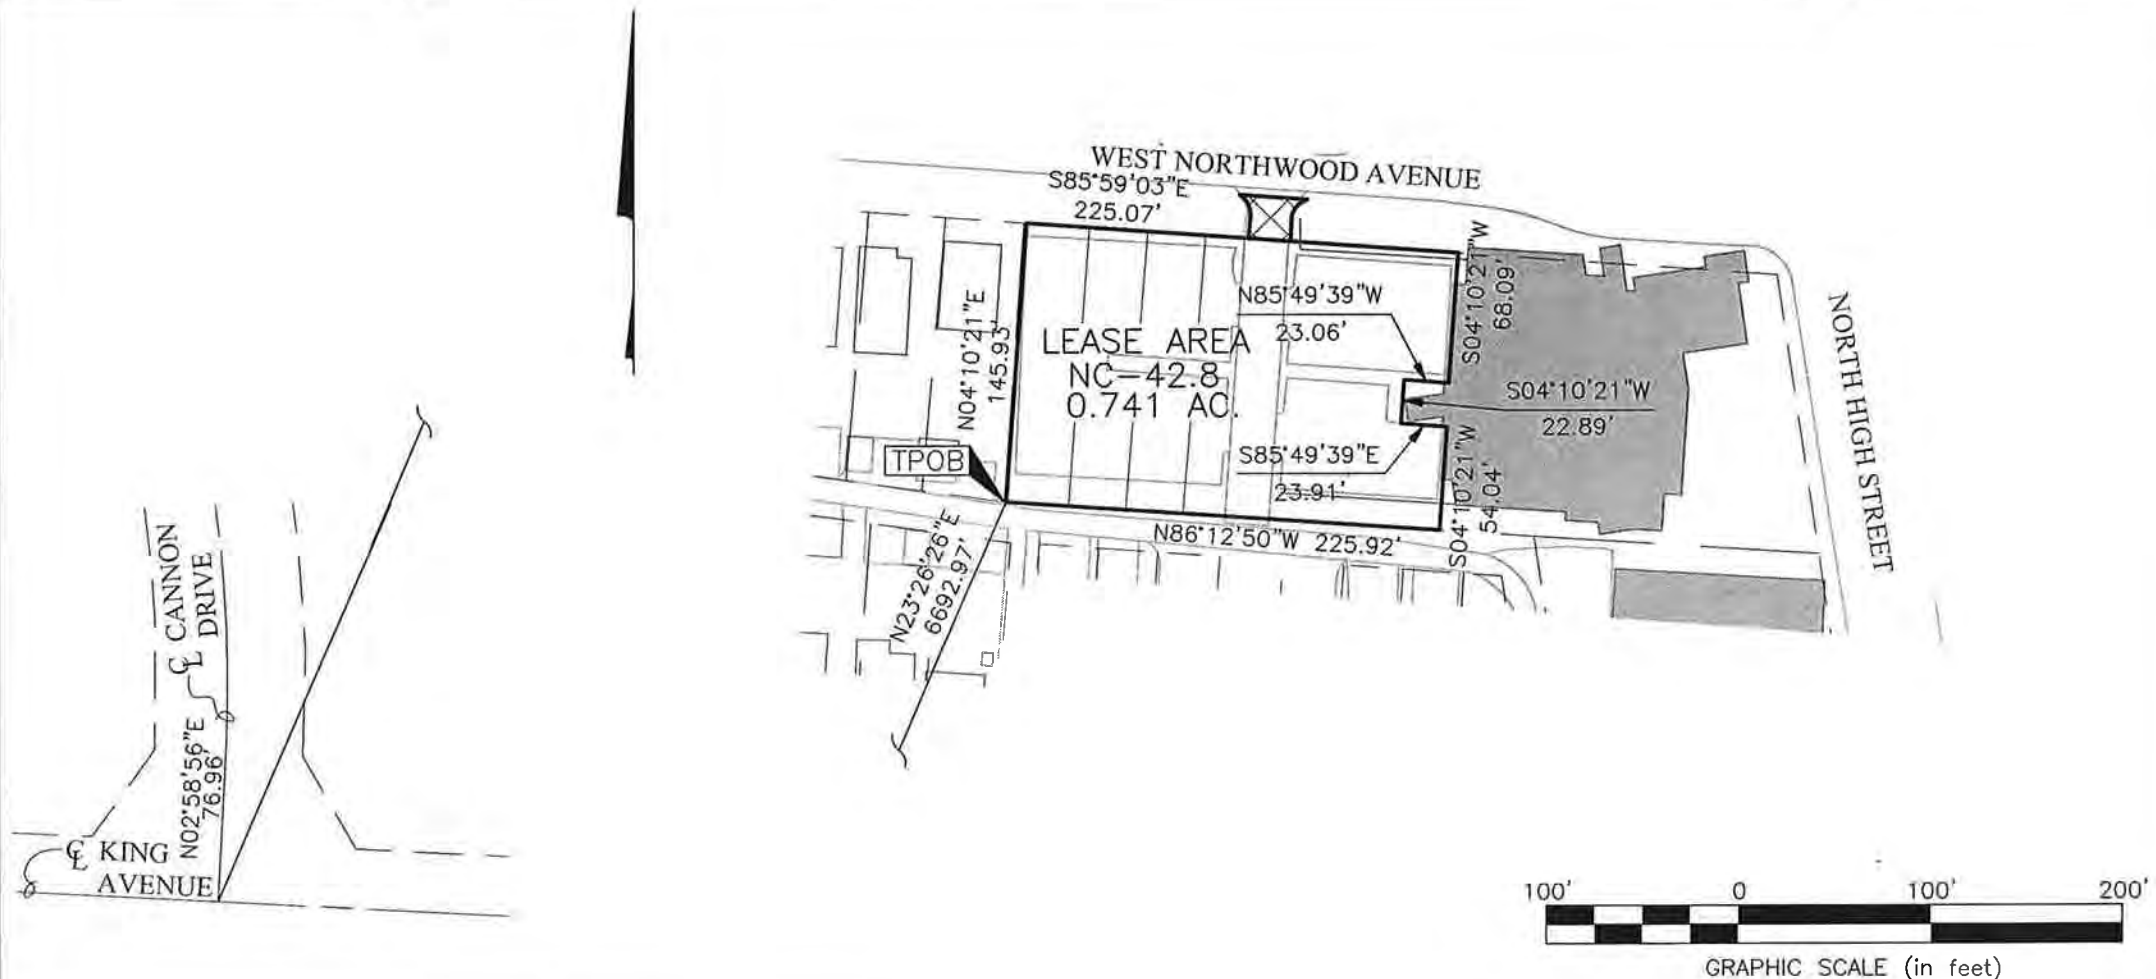 WEST NORTHWOOD AVENUE
S85°59'03"E
225.07'
N04°10'21"E
145.93'
LEASE AREA
NC-42.8
0.741 AC.
N85°49'39"W
23.06'
S04°10'21"W
68.09'
S04°10'21"W
22.89'
S85°49'39"E
23.91'
S04°10'21"W
54.04'
NORTH HIGH STREET
TPOB
N86°12'50"W 225.92'
N23°26'26"E
6692.97'
℄ CANNON
DRIVE
N02°58'56"E
76.96'
℄ KING
AVENUE
100' 0 100' 200'
GRAPHIC SCALE (in feet)